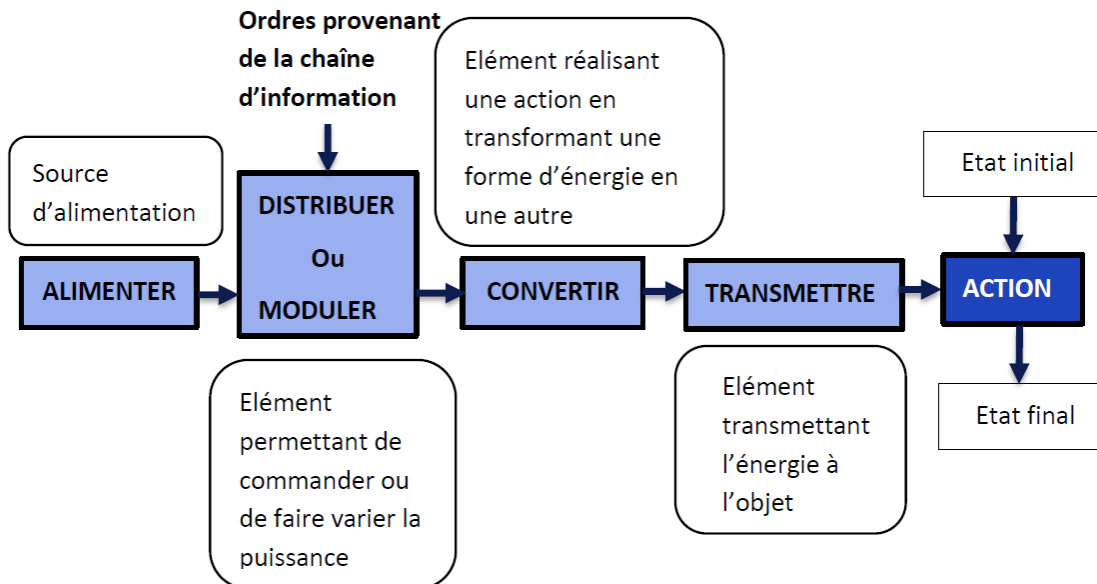 Ordres provenant
de la chaîne
d'information
Elément réalisant
une action en
transformant une
forme d'énergie en
une autre
Source
d'alimentation
Etat initial
ALIMENTER
DISTRIBUER
Ou
MODULER
CONVERTIR
TRANSMETTRE
ACTION
Elément
permettant de
commander ou
de faire varier la
puissance
Elément
transmettant
l'énergie à
l'objet
Etat final